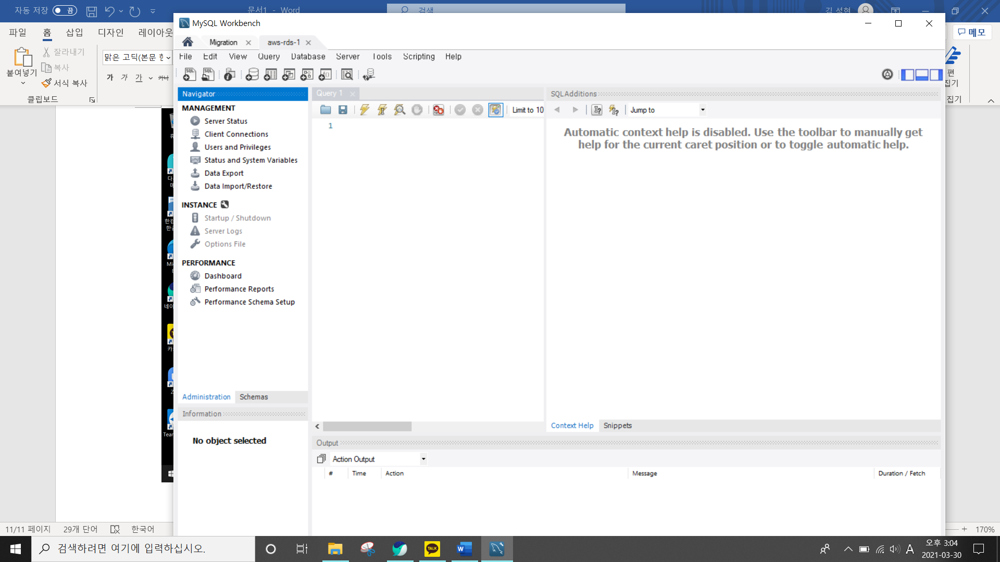 자동 저장 끔 문서1 - Word 검색 김 성현
파일 홈 삽입 디자인 레이아웃 메모
붙여넣기
잘라내기
복사
서식 복사
클립보드
맑은 고딕(본문 한
가 가 가 가나
편
집기
집기
MySQL Workbench
Migration aws-rds-1
File Edit View Query Database Server Tools Scripting Help
Navigator
MANAGEMENT
Server Status
Client Connections
Users and Privileges
Status and System Variables
Data Export
Data Import/Restore
INSTANCE
Startup / Shutdown
Server Logs
Options File
PERFORMANCE
Dashboard
Performance Reports
Performance Schema Setup
Administration Schemas
Information
No object selected
Query 1
Limit to 10
1
SQLAdditions
Jump to
Automatic context help is disabled. Use the toolbar to manually get
help for the current caret position or to toggle automatic help.
Context Help Snippets
Output
Action Output
# Time Action Message Duration / Fetch
11/11 페이지 29개 단어 한국어 170%
검색하려면 여기에 입력하십시오.
TALK
A
오후 3:04
2021-03-30